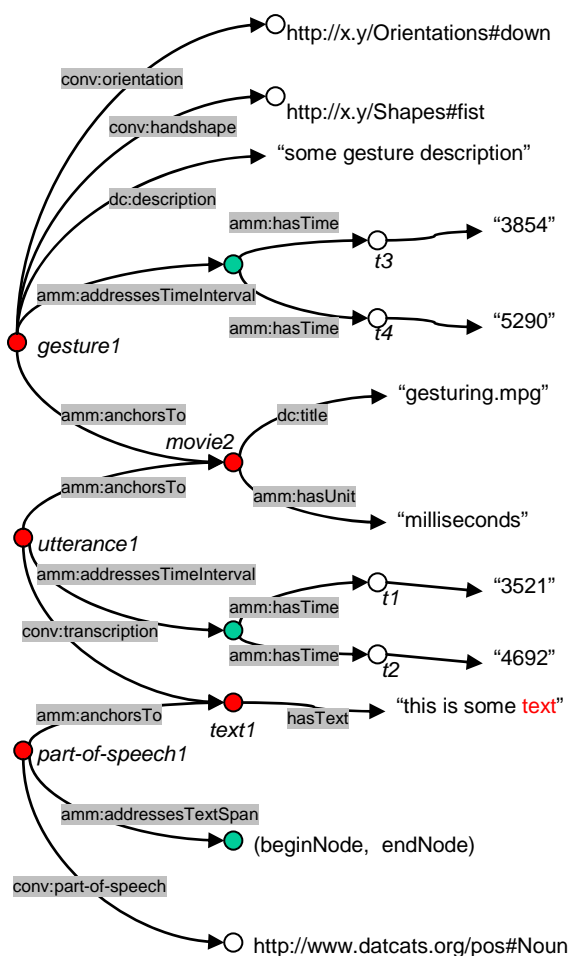 http://x.y/Orientations#down
conv:orientation
http://x.y/Shapes#fist
conv:handshape
“some gesture description”
dc:description
amm:hasTime
“3854”
t3
amm:addressesTimeInterval
“5290”
amm:hasTime
t4
gesture1
“gesturing.mpg”
amm:anchorsTo
dc:title
movie2
amm:anchorsTo
amm:hasUnit
“milliseconds”
utterance1
amm:addressesTimeInterval
“3521”
amm:hasTime
t1
conv:transcription
amm:hasTime
“4692”
t2
“this is some text”
amm:anchorsTo
hasText
text1
part-of-speech1
amm:addressesTextSpan
(beginNode, endNode)
conv:part-of-speech
http://www.datcats.org/pos#Noun